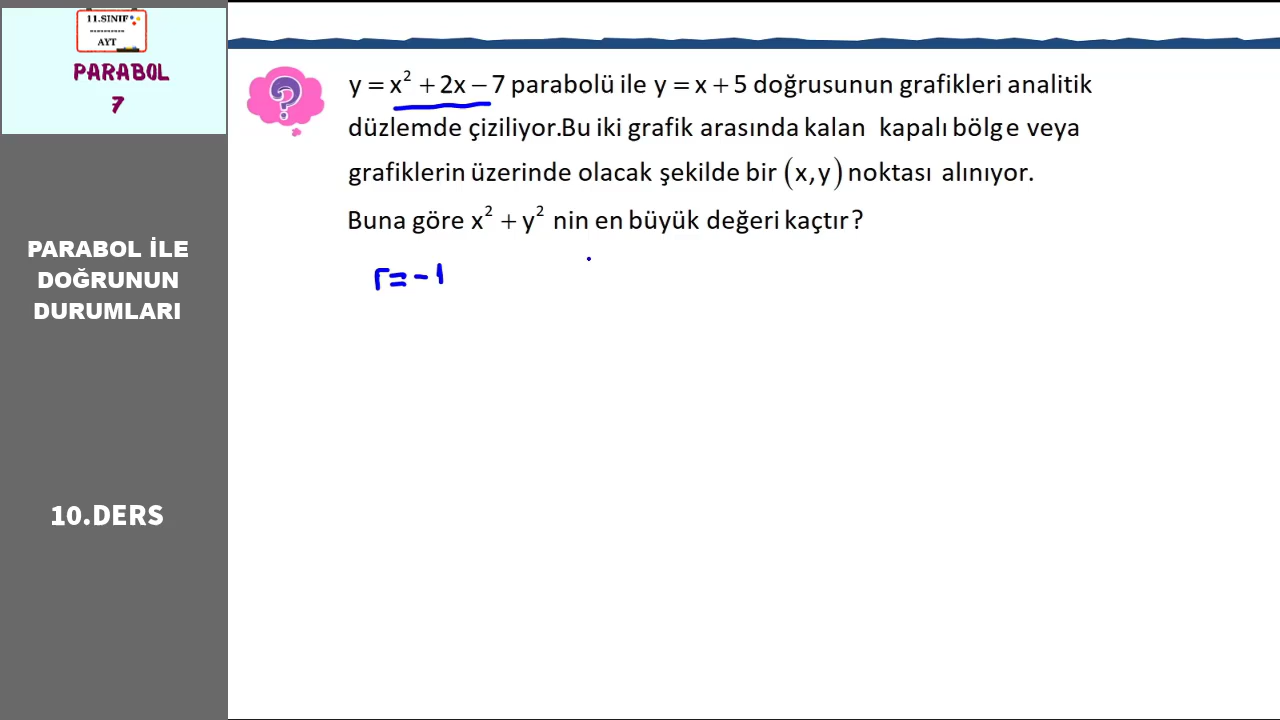 11.SINIF
AYT
PARABOL
7
PARABOL İLE
DOĞRUNUN
DURUMLARI
10.DERS
y = x² + 2x − 7 parabolü ile y = x + 5 doğrusunun grafikleri analitik
düzlemde çiziliyor.Bu iki grafik arasında kalan kapalı bölge veya
grafiklerin üzerinde olacak şekilde bir (x,y) noktası alınıyor.
Buna göre x² + y² nin en büyük değeri kaçtır?
r = -1